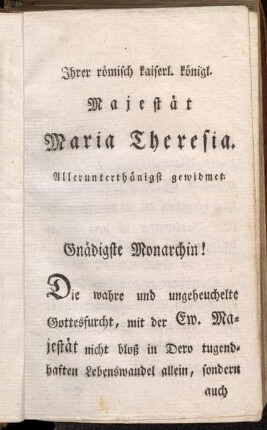 Ihrer römisch kaiserl. königl.
Majestät
Maria Theresia.
Allerunterthänigst gewidmet.
Gnädigste Monarchin!
Die wahre und ungeheuchelte
Gottesfurcht, mit der Ew. Ma-
jestät nicht bloß in Dero tugend-
haften Lebenswandel allein, sondern
auch